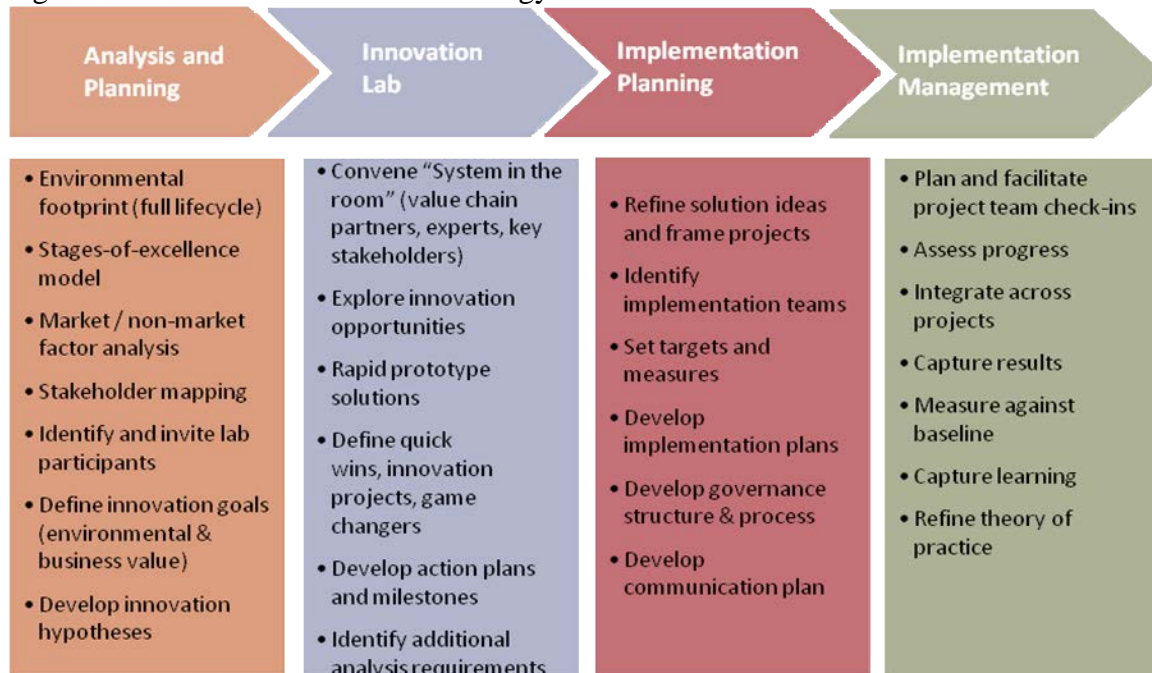 Analysis and
Planning
Innovation
Lab
Implementation
Planning
Implementation
Management
• Environmental
footprint (full lifecycle)
• Stages-of-excellence
model
• Market / non-market
factor analysis
• Stakeholder mapping
• Identify and invite lab
participants
• Define innovation goals
(environmental &
business value)
• Develop innovation
hypotheses
• Convene “System in the
room” (value chain
partners, experts, key
stakeholders)
• Explore innovation
opportunities
• Rapid prototype
solutions
• Define quick
wins, innovation
projects, game
changers
• Develop action plans
and milestones
• Identify additional
analysis requirements
• Refine solution ideas
and frame projects
• Identify
implementation teams
• Set targets and
measures
• Develop
implementation plans
• Develop governance
structure & process
• Develop
communication plan
• Plan and facilitate
project team check-ins
• Assess progress
• Integrate across
projects
• Capture results
• Measure against
baseline
• Capture learning
• Refine theory of
practice